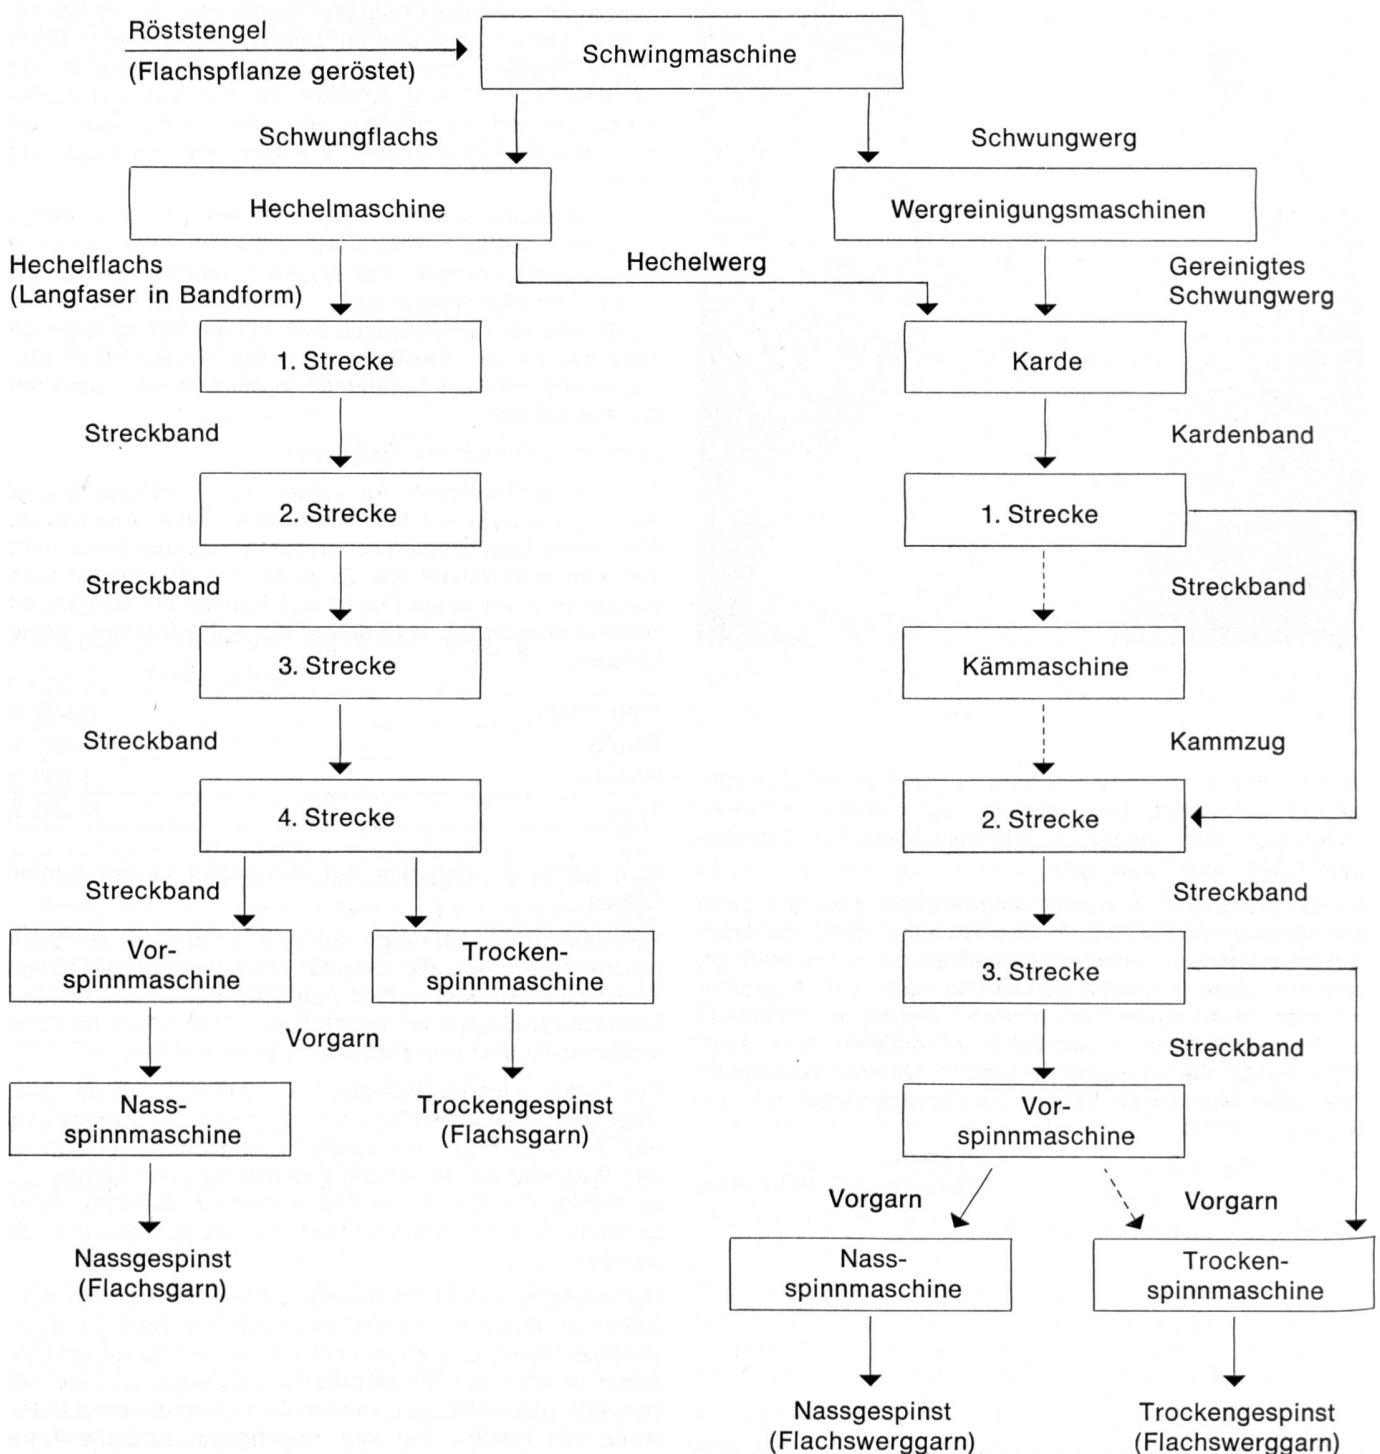 Röststengel
(Flachspflanze geröstet)
Schwingmaschine
Schwungflachs
Schwungwerg
Hechelmaschine
Wergreinigungsmaschinen
Hechelflachs
(Langfaser in Bandform)
Hechelwerg
Gereinigtes
Schwungwerg
1. Strecke
Karde
Streckband
Kardenband
2. Strecke
1. Strecke
Streckband
Streckband
3. Strecke
Kämmaschine
Streckband
Kammzug
4. Strecke
2. Strecke
Streckband
Streckband
Vor-
spinnmaschine
Trocken-
spinnmaschine
3. Strecke
Vorgarn
Streckband
Nass-
spinnmaschine
Trockengespinst
(Flachsgarn)
Vor-
spinnmaschine
Vorgarn
Vorgarn
Nassgespinst
(Flachsgarn)
Nass-
spinnmaschine
Trocken-
spinnmaschine
Nassgespinst
(Flachswerggarn)
Trockengespinst
(Flachswerggarn)